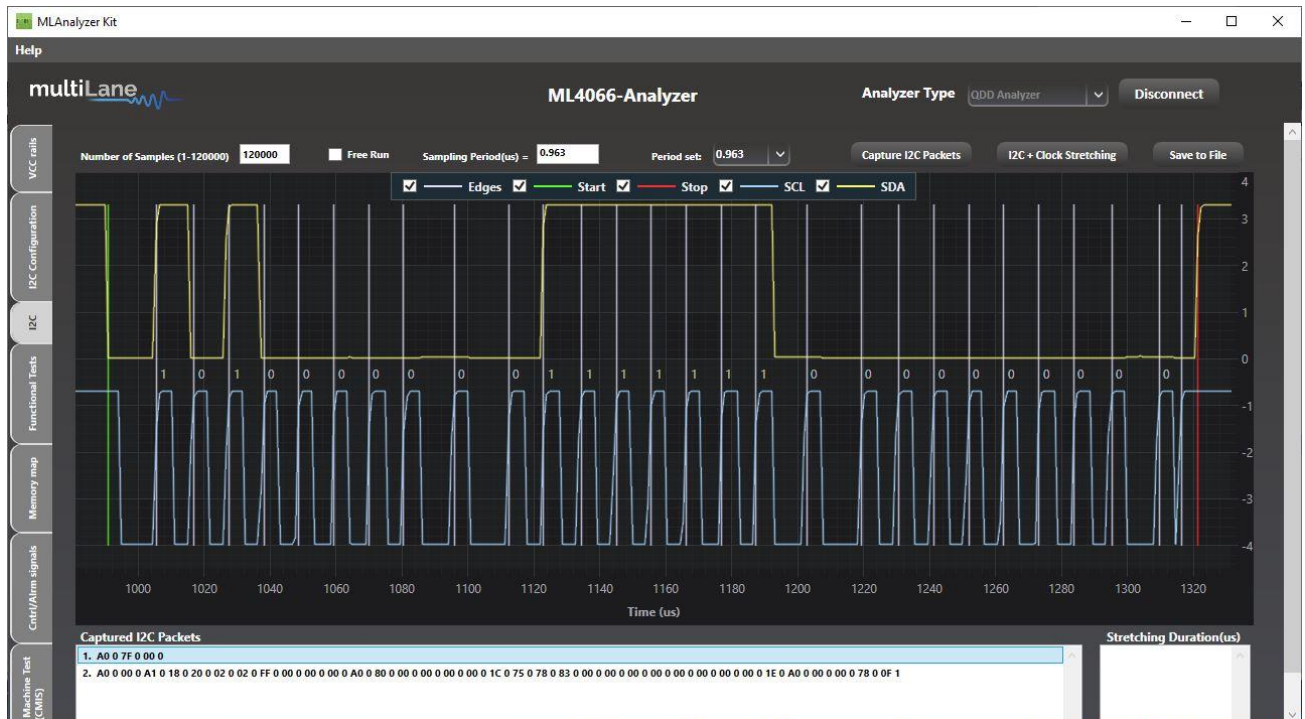 MLAnalyzer Kit
Help
multiLane
ML4066-Analyzer
Analyzer Type QDD Analyzer Disconnect
Number of Samples (1-120000) 120000 Free Run Sampling Period(us) = 0.963 Period set: 0.963 Capture I2C Packets I2C + Clock Stretching Save to File
Edges Start Stop SCL SDA
VCC rails
I2C Configuration
I2C
Functional Tests
Memory map
Cntrl/Alrm signals
Machine Test
(CMIS)
4
3
2
1
0
-1
-2
-3
-4
1 0 1 0 0 0 0 0 0 0 1 1 1 1 1 1 1 0 0 0 0 0 0 0 0 0 0
1000 1020 1040 1060 1080 1100 1120 1140 1160 1180 1200 1220 1240 1260 1280 1300 1320
Time (us)
Captured I2C Packets
1. A0 0 7F 0 00 0
2. A0 0 00 0 A1 0 18 0 20 0 02 0 02 0 FF 0 00 0 00 0 00 0 A0 0 80 0 00 0 00 0 00 0 00 0 1C 0 75 0 78 0 83 0 00 0 00 0 00 0 00 0 00 0 00 0 00 0 00 0 1E 0 A0 0 00 0 00 0 78 0 0F 1
Stretching Duration(us)